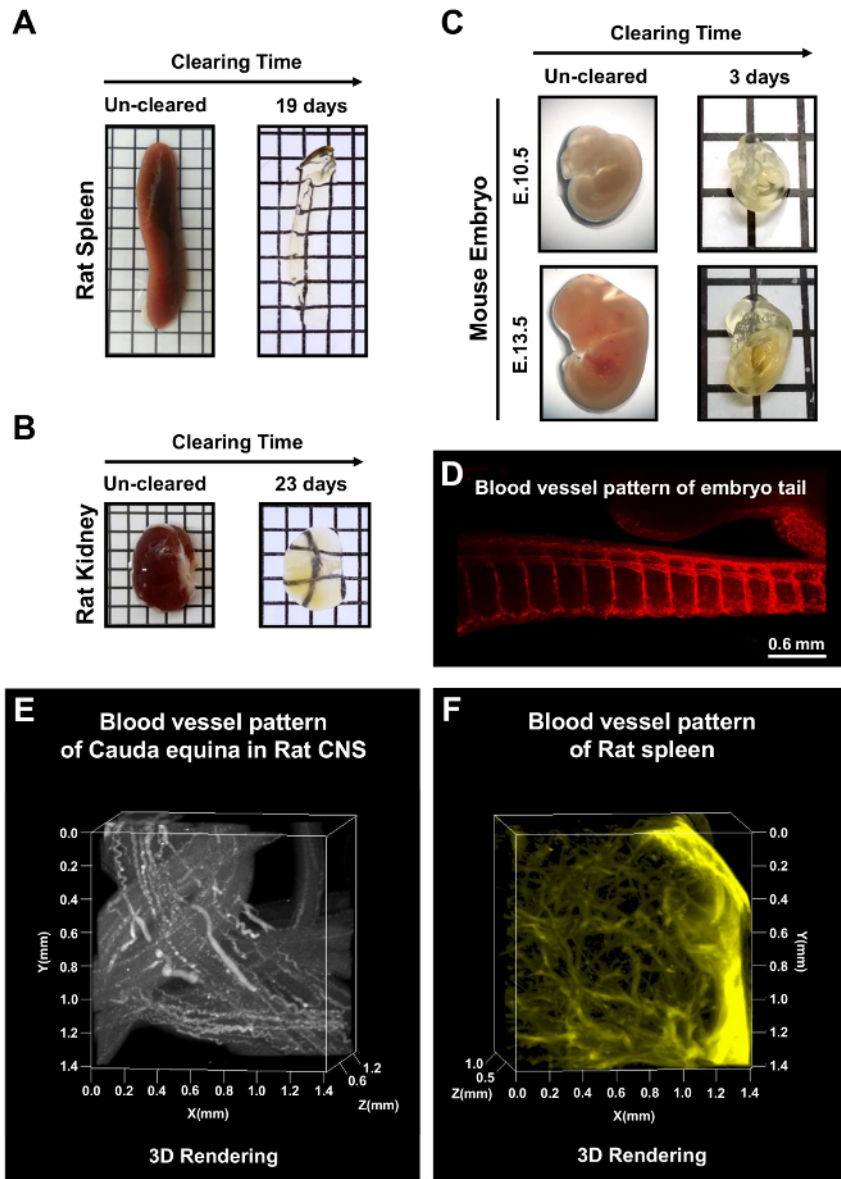 A
Clearing Time
Un-cleared
19 days
Rat Spleen
B
Clearing Time
Un-cleared
23 days
Rat Kidney
C
Clearing Time
Un-cleared
3 days
Mouse Embryo
E.10.5
E.13.5
D
Blood vessel pattern of embryo tail
0.6 mm
E
Blood vessel pattern
of Cauda equina in Rat CNS
0.0
0.2
0.4
0.6
0.8
1.0
1.2
1.4
Y(mm)
0.0 0.2 0.4 0.6 0.8 1.0 1.2 1.4
X(mm)
0.6
1.2
Z(mm)
3D Rendering
F
Blood vessel pattern
of Rat spleen
0.0
0.2
0.4
0.6
0.8
1.0
1.2
1.4
Y(mm)
1.0
0.5
Z(mm)
0.0 0.2 0.4 0.6 0.8 1.0 1.2 1.4
X(mm)
3D Rendering